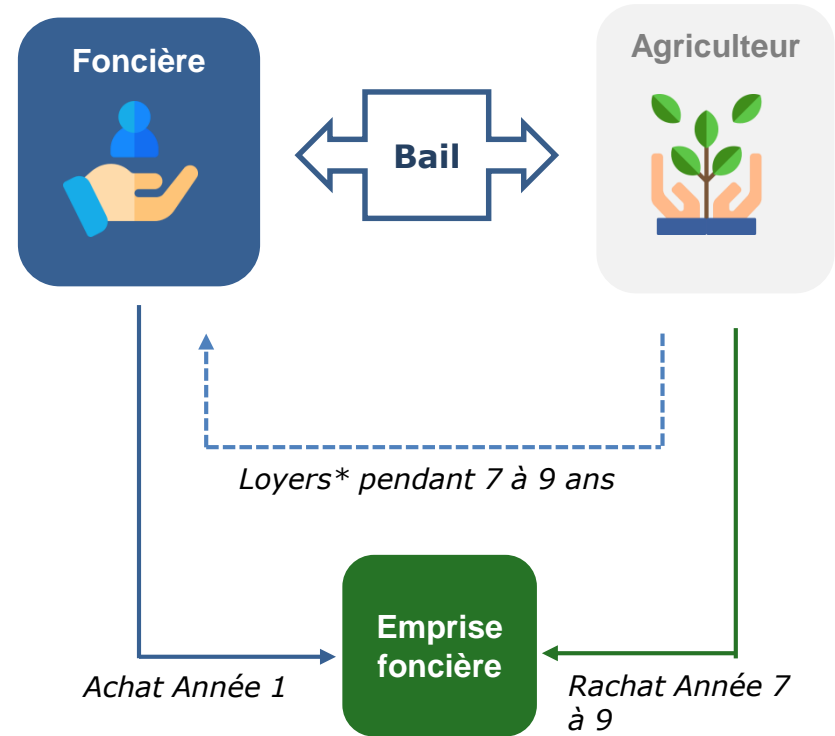 Foncière
Agriculteur
Bail
Loyers* pendant 7 à 9 ans
Emprise
foncière
Achat Année 1
Rachat Année 7
à 9